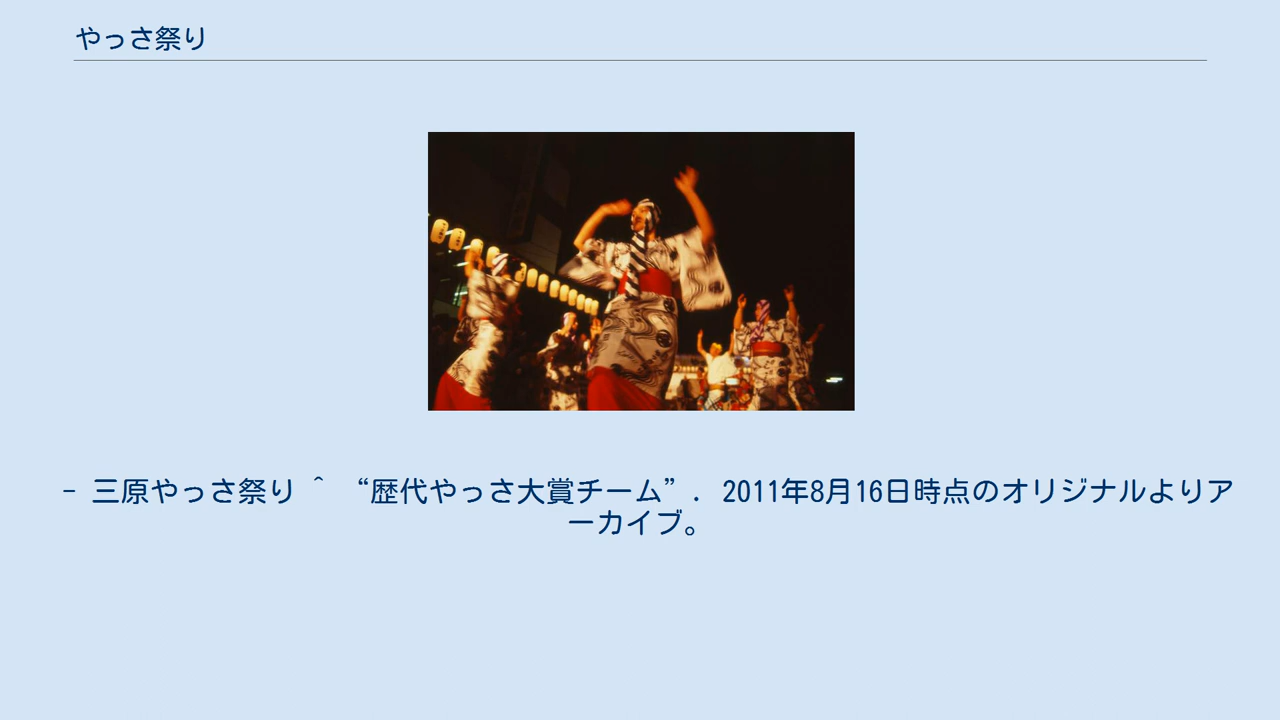 やっさ祭り
- 三原やっさ祭り ^ “歴代やっさ大賞チーム”. 2011年8月16日時点のオリジナルよりア
ーカイブ。